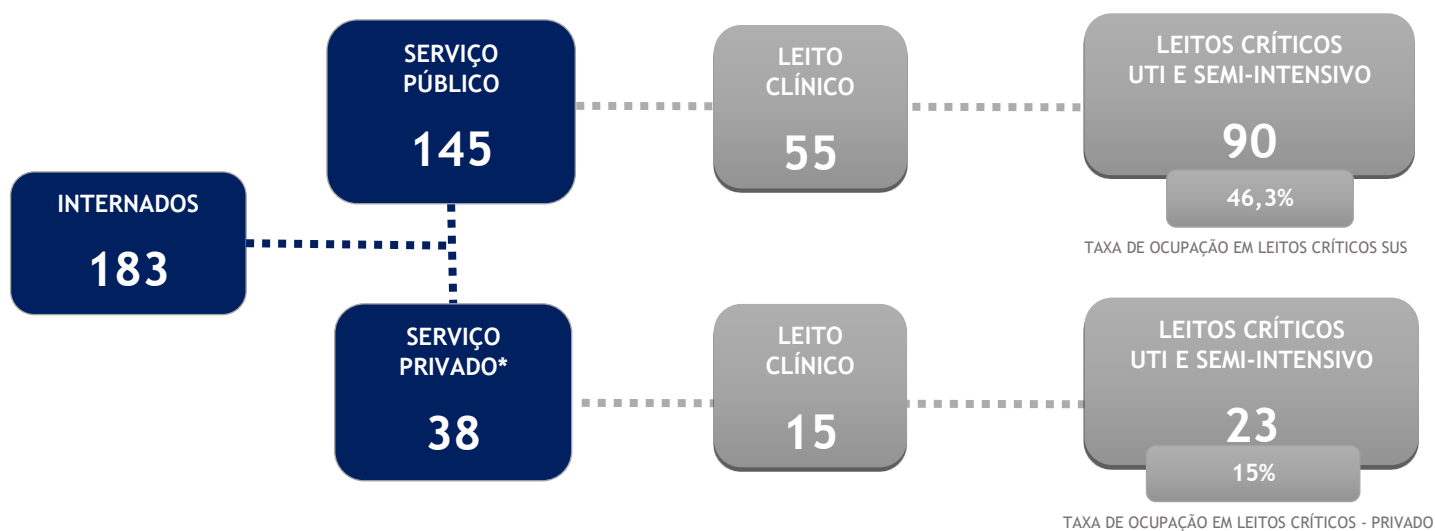 INTERNADOS
183
SERVIÇO
PÚBLICO
145
LEITO
CLÍNICO
55
LEITOS CRÍTICOS
UTI E SEMI-INTENSIVO
90
46,3%
TAXA DE OCUPAÇÃO EM LEITOS CRÍTICOS SUS
SERVIÇO
PRIVADO*
38
LEITO
CLÍNICO
15
LEITOS CRÍTICOS
UTI E SEMI-INTENSIVO
23
15%
TAXA DE OCUPAÇÃO EM LEITOS CRÍTICOS - PRIVADO